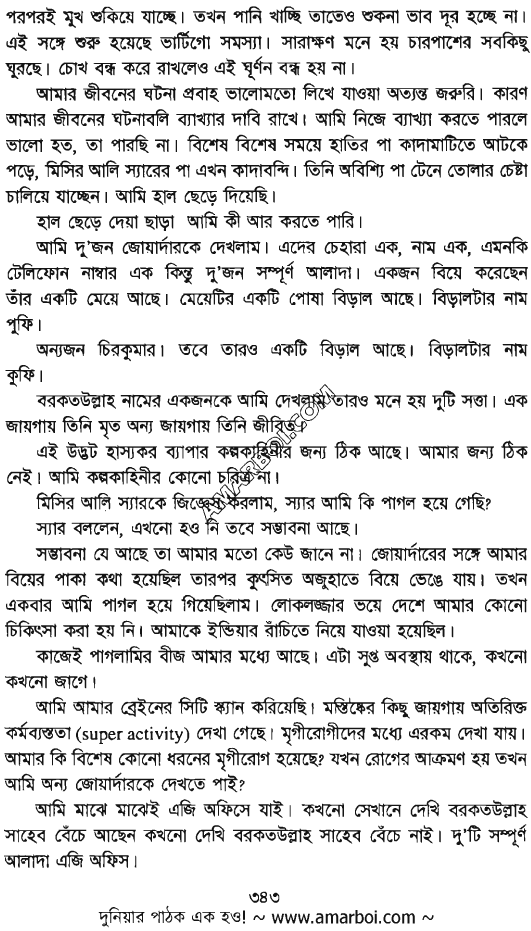 পরপরই মুখ শুকিয়ে যাচ্ছে। তখন পানি খাচ্ছি তাতেও শুকনা ভাব দূর হচ্ছে না।
এই সঙ্গে শুরু হয়েছে ভার্টিগো সমস্যা। সারাক্ষণ মনে হয় চারপাশের সবকিছু
ঘুরছে। চোখ বন্ধ করে রাখলেও এই ঘূর্ণন বন্ধ হয় না।
আমার জীবনের ঘটনা প্রবাহ ভালোমতো লিখে যাওয়া অত্যন্ত জরুরি। কারণ
আমার জীবনের ঘটনাবলি ব্যাখ্যার দাবি রাখে। আমি নিজে ব্যাখ্যা করতে পারলে
ভালো হত, তা পারছি না। বিশেষ বিশেষ সময়ে হাতির পা কাদামাটিতে আটকে
পড়ে, মিসির আলি স্যারের পা এখন কাদাবন্দি। তিনি অবিশ্যি পা টেনে তোলার চেষ্টা
চালিয়ে যাচ্ছেন। আমি হাল ছেড়ে দিয়েছি।
হাল ছেড়ে দেয়া ছাড়া আমি কী আর করতে পারি।
আমি দু'জন জোয়ার্দারকে দেখলাম। এদের চেহারা এক, নাম এক, এমনকি
টেলিফোন নাম্বার এক কিন্তু দু'জন সম্পূর্ণ আলাদা। একজন বিয়ে করেছেন
তাঁর একটি মেয়ে আছে। মেয়েটির একটি পোষা বিড়াল আছে। বিড়ালটার নাম
পুফি।
অন্যজন চিরকুমার। তবে তারও একটি বিড়াল আছে। বিড়ালটার নাম
কুফি।
বরকতউল্লাহ নামের একজনকে আমি দেখলাম তারও মনে হয় দুটি সত্তা। এক
জায়গায় তিনি মৃত অন্য জায়গায় তিনি জীবিত।
এই উদ্ভট হাস্যকর ব্যাপার কল্পকাহিনীর জন্য ঠিক আছে। আমার জন্য ঠিক
নেই। আমি কল্পকাহিনীর কোনো চরিত্র না।
মিসির আলি স্যারকে জিজ্ঞেস করলাম, স্যার আমি কি পাগল হয়ে গেছি?
স্যার বললেন, এখনো হও নি তবে সম্ভাবনা আছে।
সম্ভাবনা যে আছে তা আমার মতো কেউ জানে না। জোয়ার্দারের সঙ্গে আমার
বিয়ের পাকা কথা হয়েছিল তারপর কুৎসিত অজুহাতে বিয়ে ভেঙে যায়। তখন
একবার আমি পাগল হয়ে গিয়েছিলাম। লোকলজ্জার ভয়ে দেশে আমার কোনো
চিকিৎসা করা হয় নি। আমাকে ইন্ডিয়ার রাঁচিতে নিয়ে যাওয়া হয়েছিল।
কাজেই পাগলামির বীজ আমার মধ্যে আছে। এটা সুপ্ত অবস্থায় থাকে, কখনো
কখনো জাগে।
আমি আমার ব্রেইনের সিটি স্ক্যান করিয়েছি। মস্তিষ্কের কিছু জায়গায় অতিরিক্ত
কর্মব্যস্ততা (super activity) দেখা গেছে। মৃগীরোগীদের মধ্যে এরকম দেখা যায়।
আমার কি বিশেষ কোনো ধরনের মৃগীরোগ হয়েছে? যখন রোগের আক্রমণ হয় তখন
আমি অন্য জোয়ার্দারকে দেখতে পাই?
আমি মাঝে মাঝেই এজি অফিসে যাই। কখনো সেখানে দেখি বরকতউল্লাহ
সাহেব বেঁচে আছেন কখনো দেখি বরকতউল্লাহ সাহেব বেঁচে নাই। দু'টি সম্পূর্ণ
আলাদা এজি অফিস।
৩৪৩
দুনিয়ার পাঠক এক হও! ~ www.amarboi.com ~
AMARBOI.COM